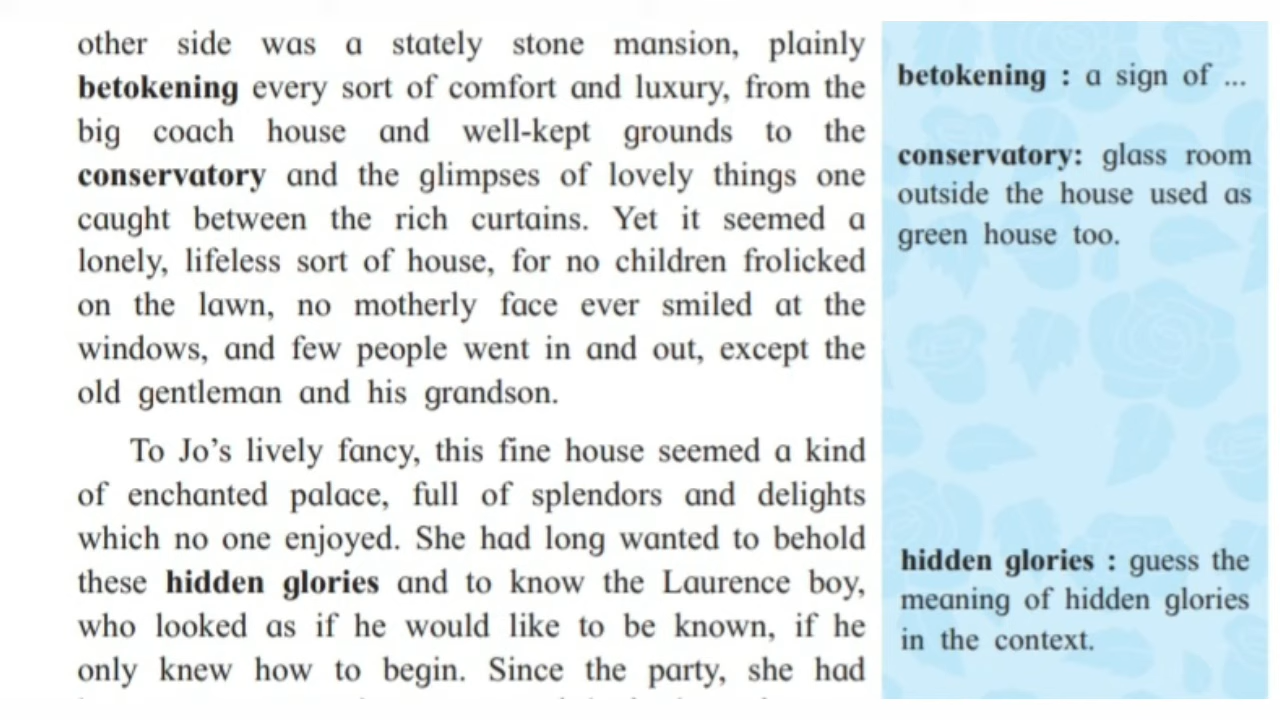 other side was a stately stone mansion, plainly
betokening every sort of comfort and luxury, from the
big coach house and well-kept grounds to the
conservatory and the glimpses of lovely things one
caught between the rich curtains. Yet it seemed a
lonely, lifeless sort of house, for no children frolicked
on the lawn, no motherly face ever smiled at the
windows, and few people went in and out, except the
old gentleman and his grandson.
To Jo's lively fancy, this fine house seemed a kind
of enchanted palace, full of splendors and delights
which no one enjoyed. She had long wanted to behold
these hidden glories and to know the Laurence boy,
who looked as if he would like to be known, if he
only knew how to begin. Since the party, she had
betokening : a sign of ...
conservatory: glass room
outside the house used as
green house too.
hidden glories : guess the
meaning of hidden glories
in the context.